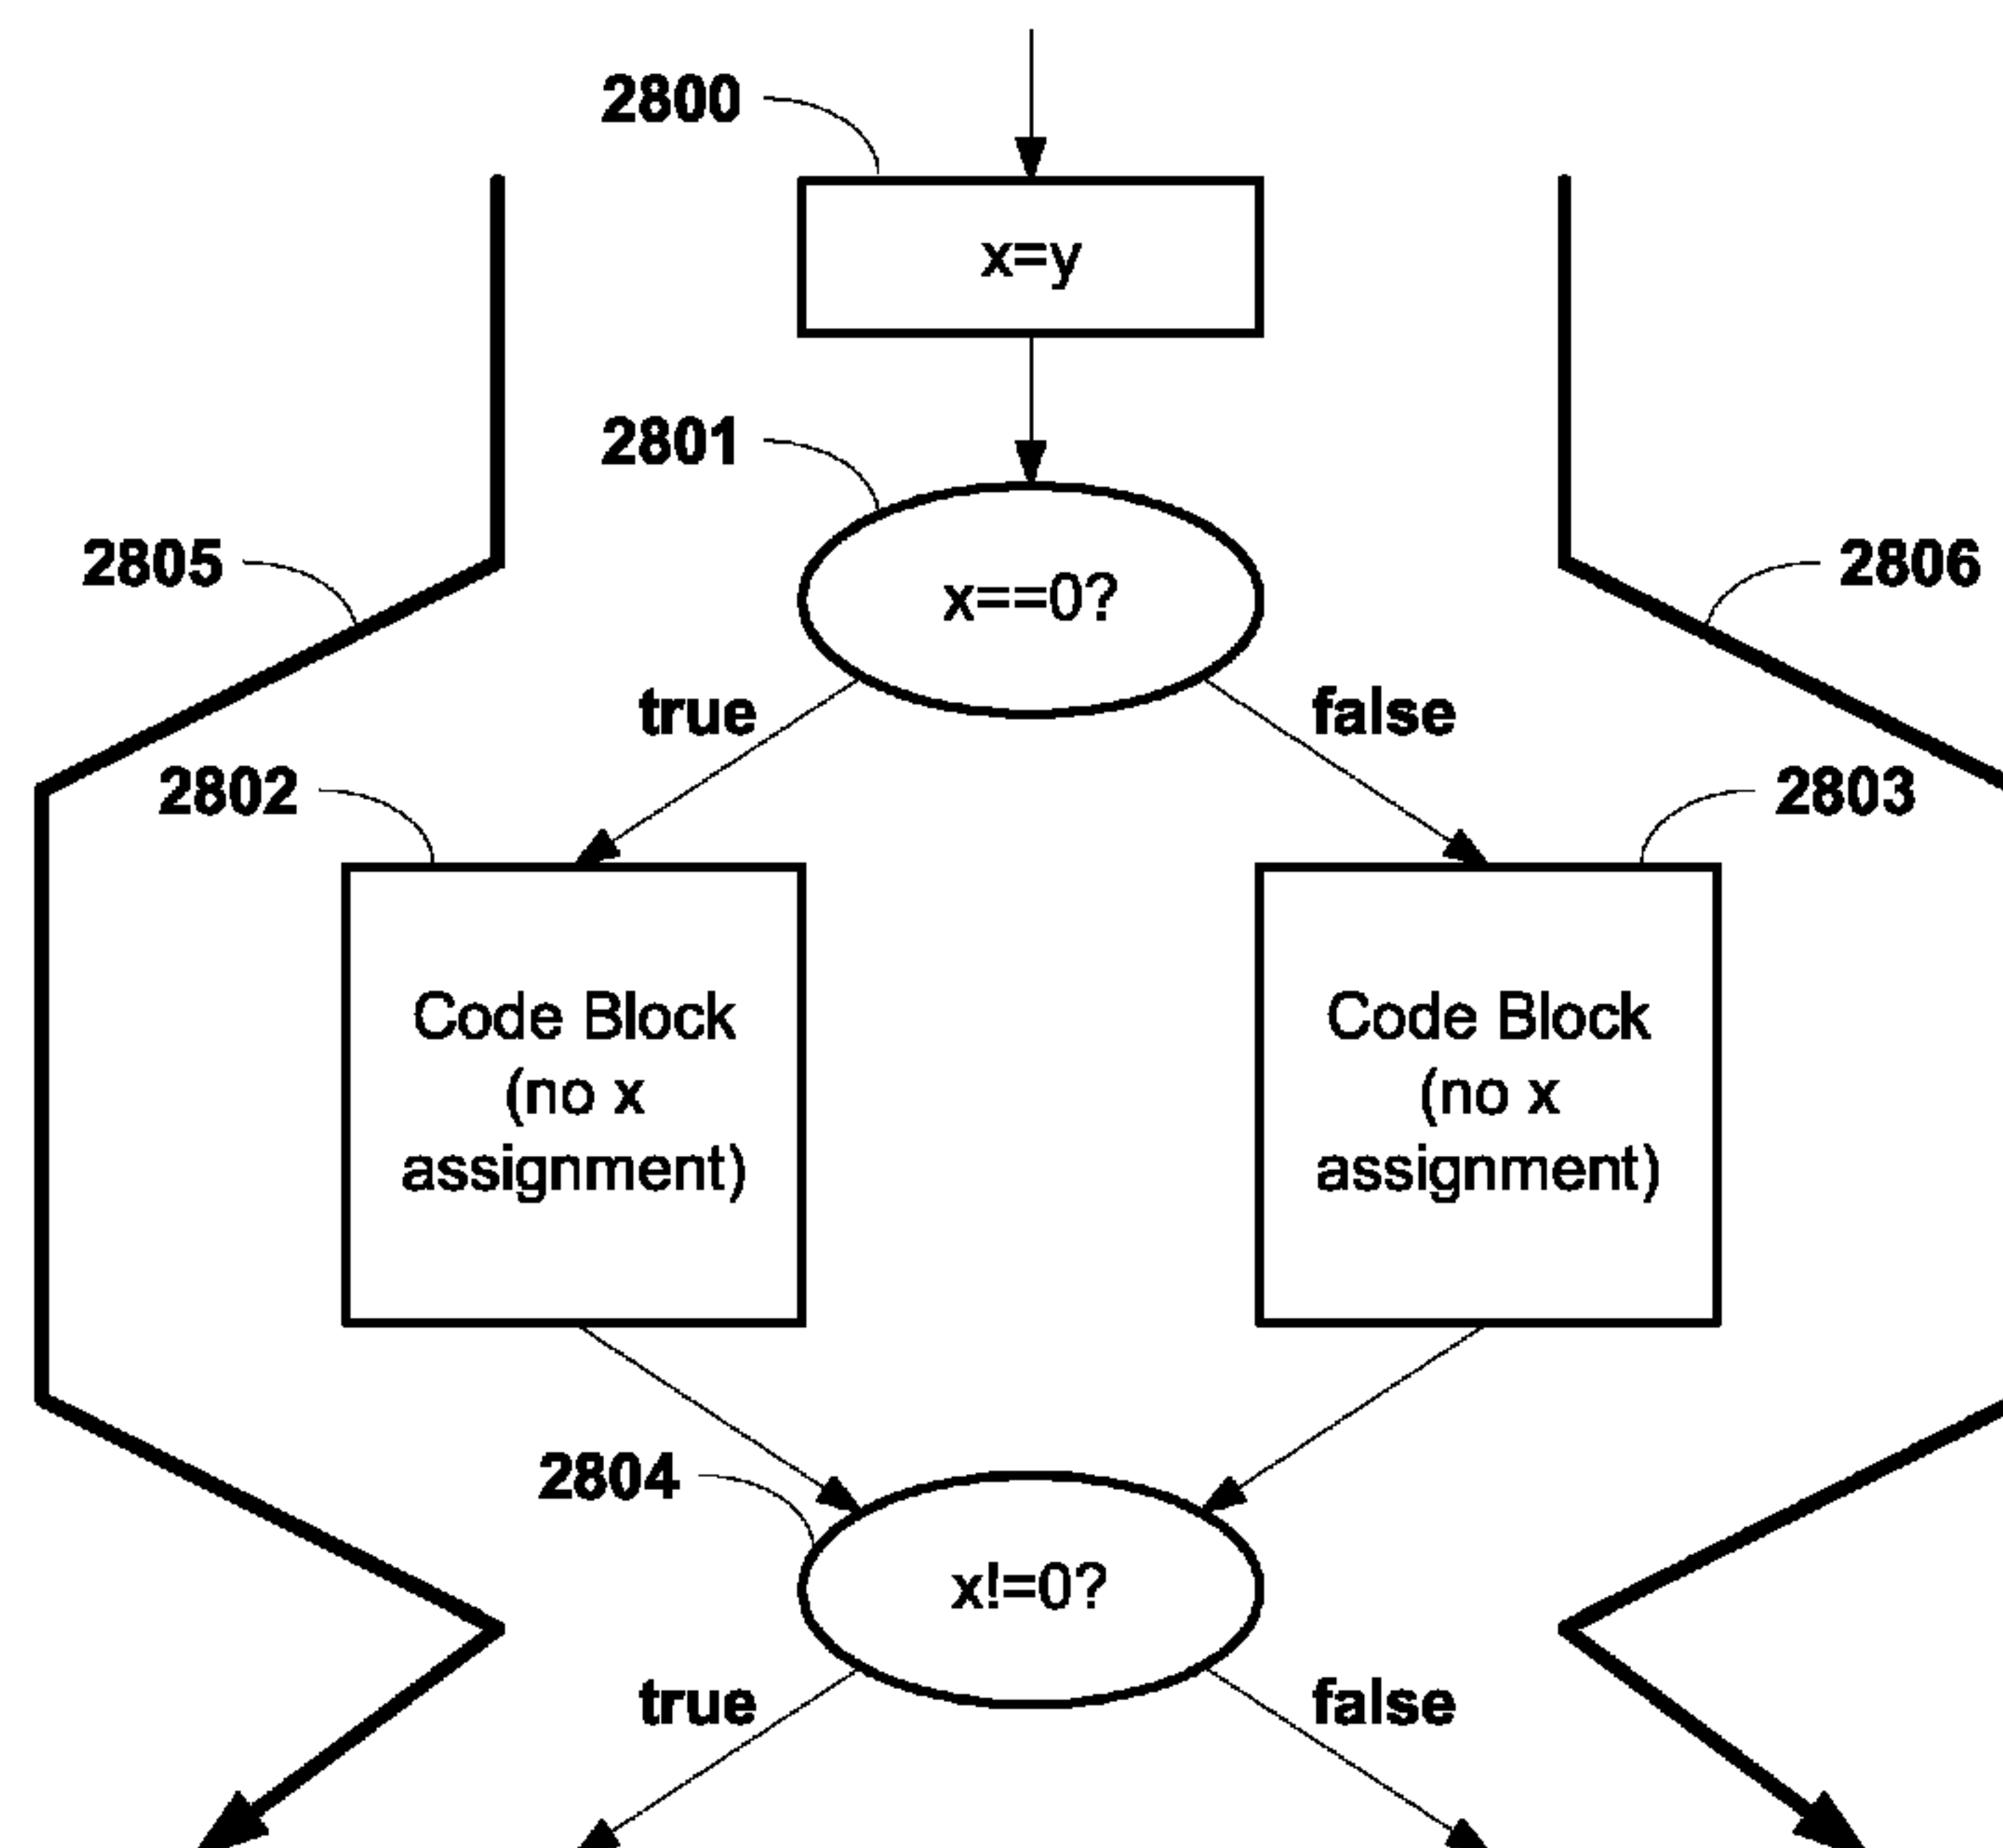 2800
x=y
2801
2805
x==0?
2806
true
false
2802
2803
Code Block
(no x
assignment)
Code Block
(no x
assignment)
2804
x!=0?
true
false